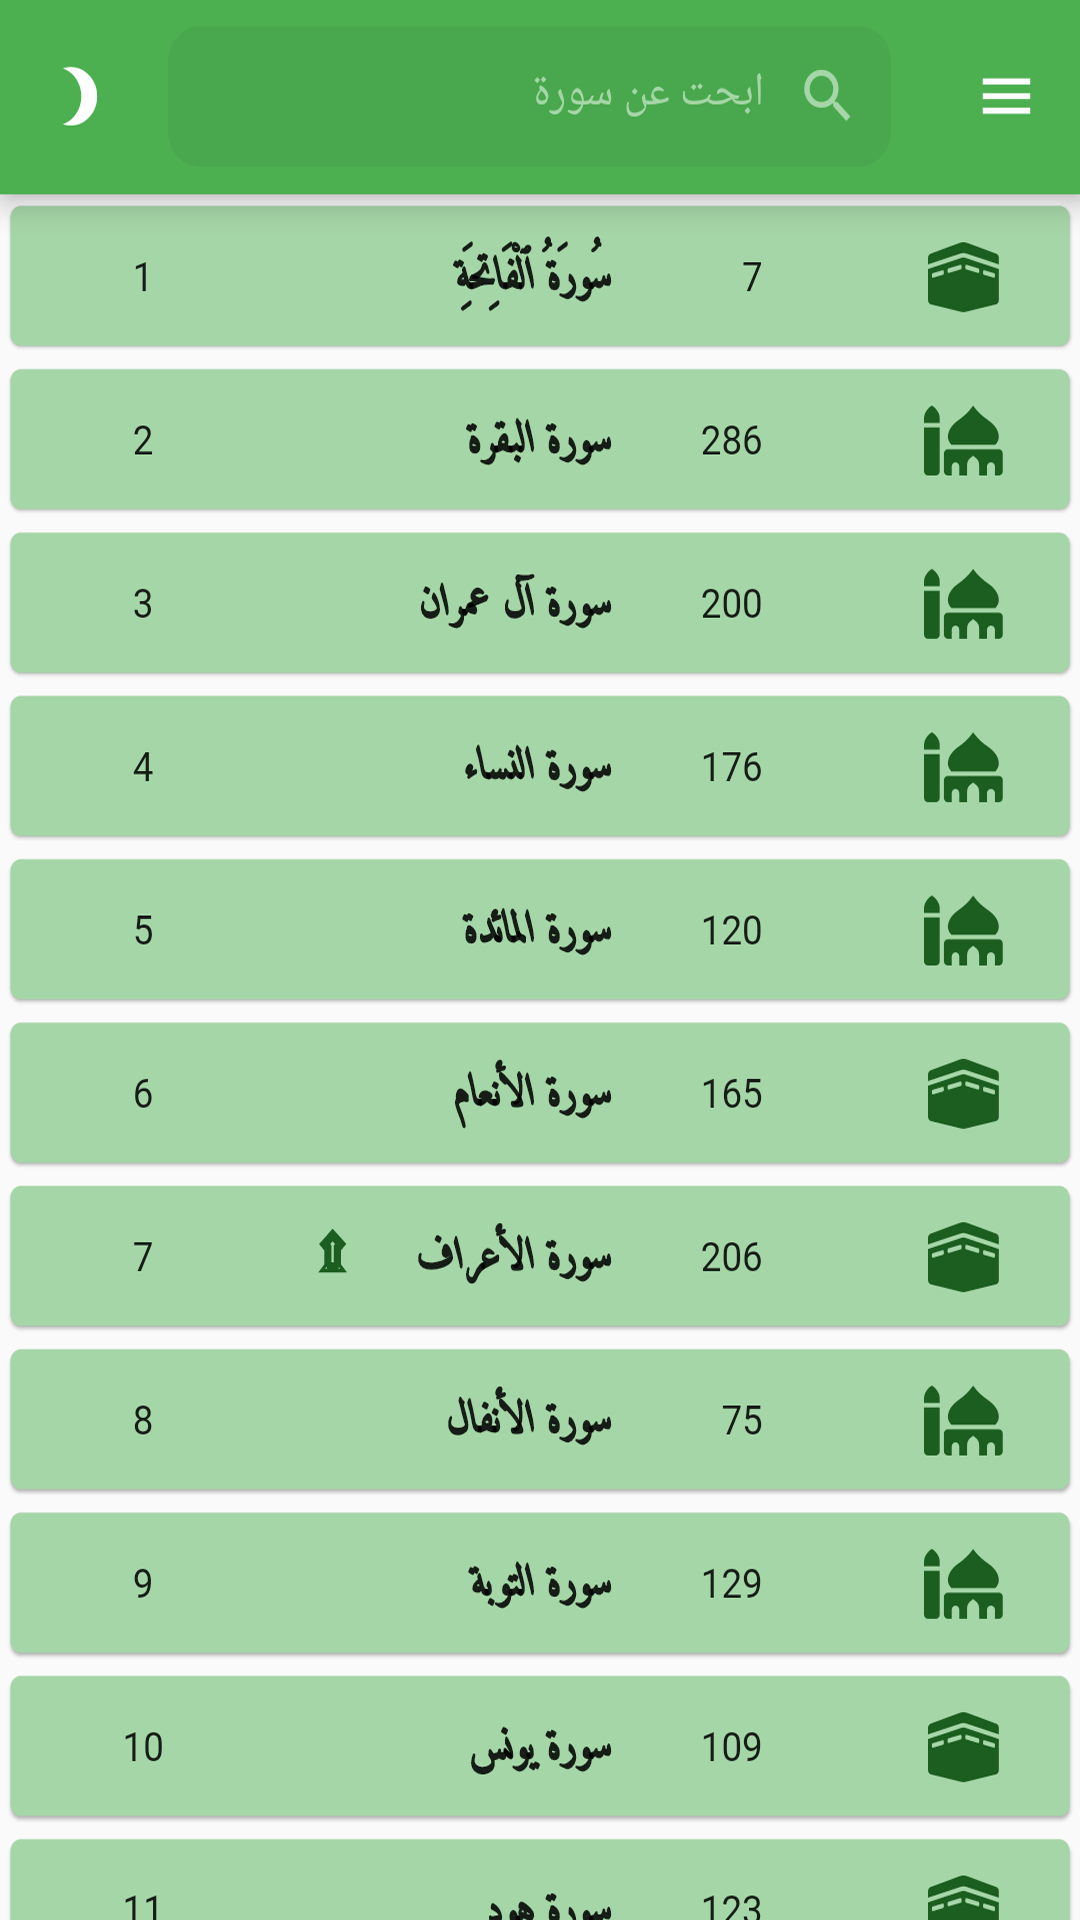 ابحت عن سورة
7 سُورَةُ ٱلْفَاتِحَةِ 1
286 سورة البقرة 2
200 سورة آل عمران 3
176 سورة النساء 4
120 سورة المائدة 5
165 سورة الأنعام 6
206 سورة الأعراف 7
75 سورة الأنفال 8
129 سورة التوبة 9
109 سورة يونس 10
123 سورة هود 11